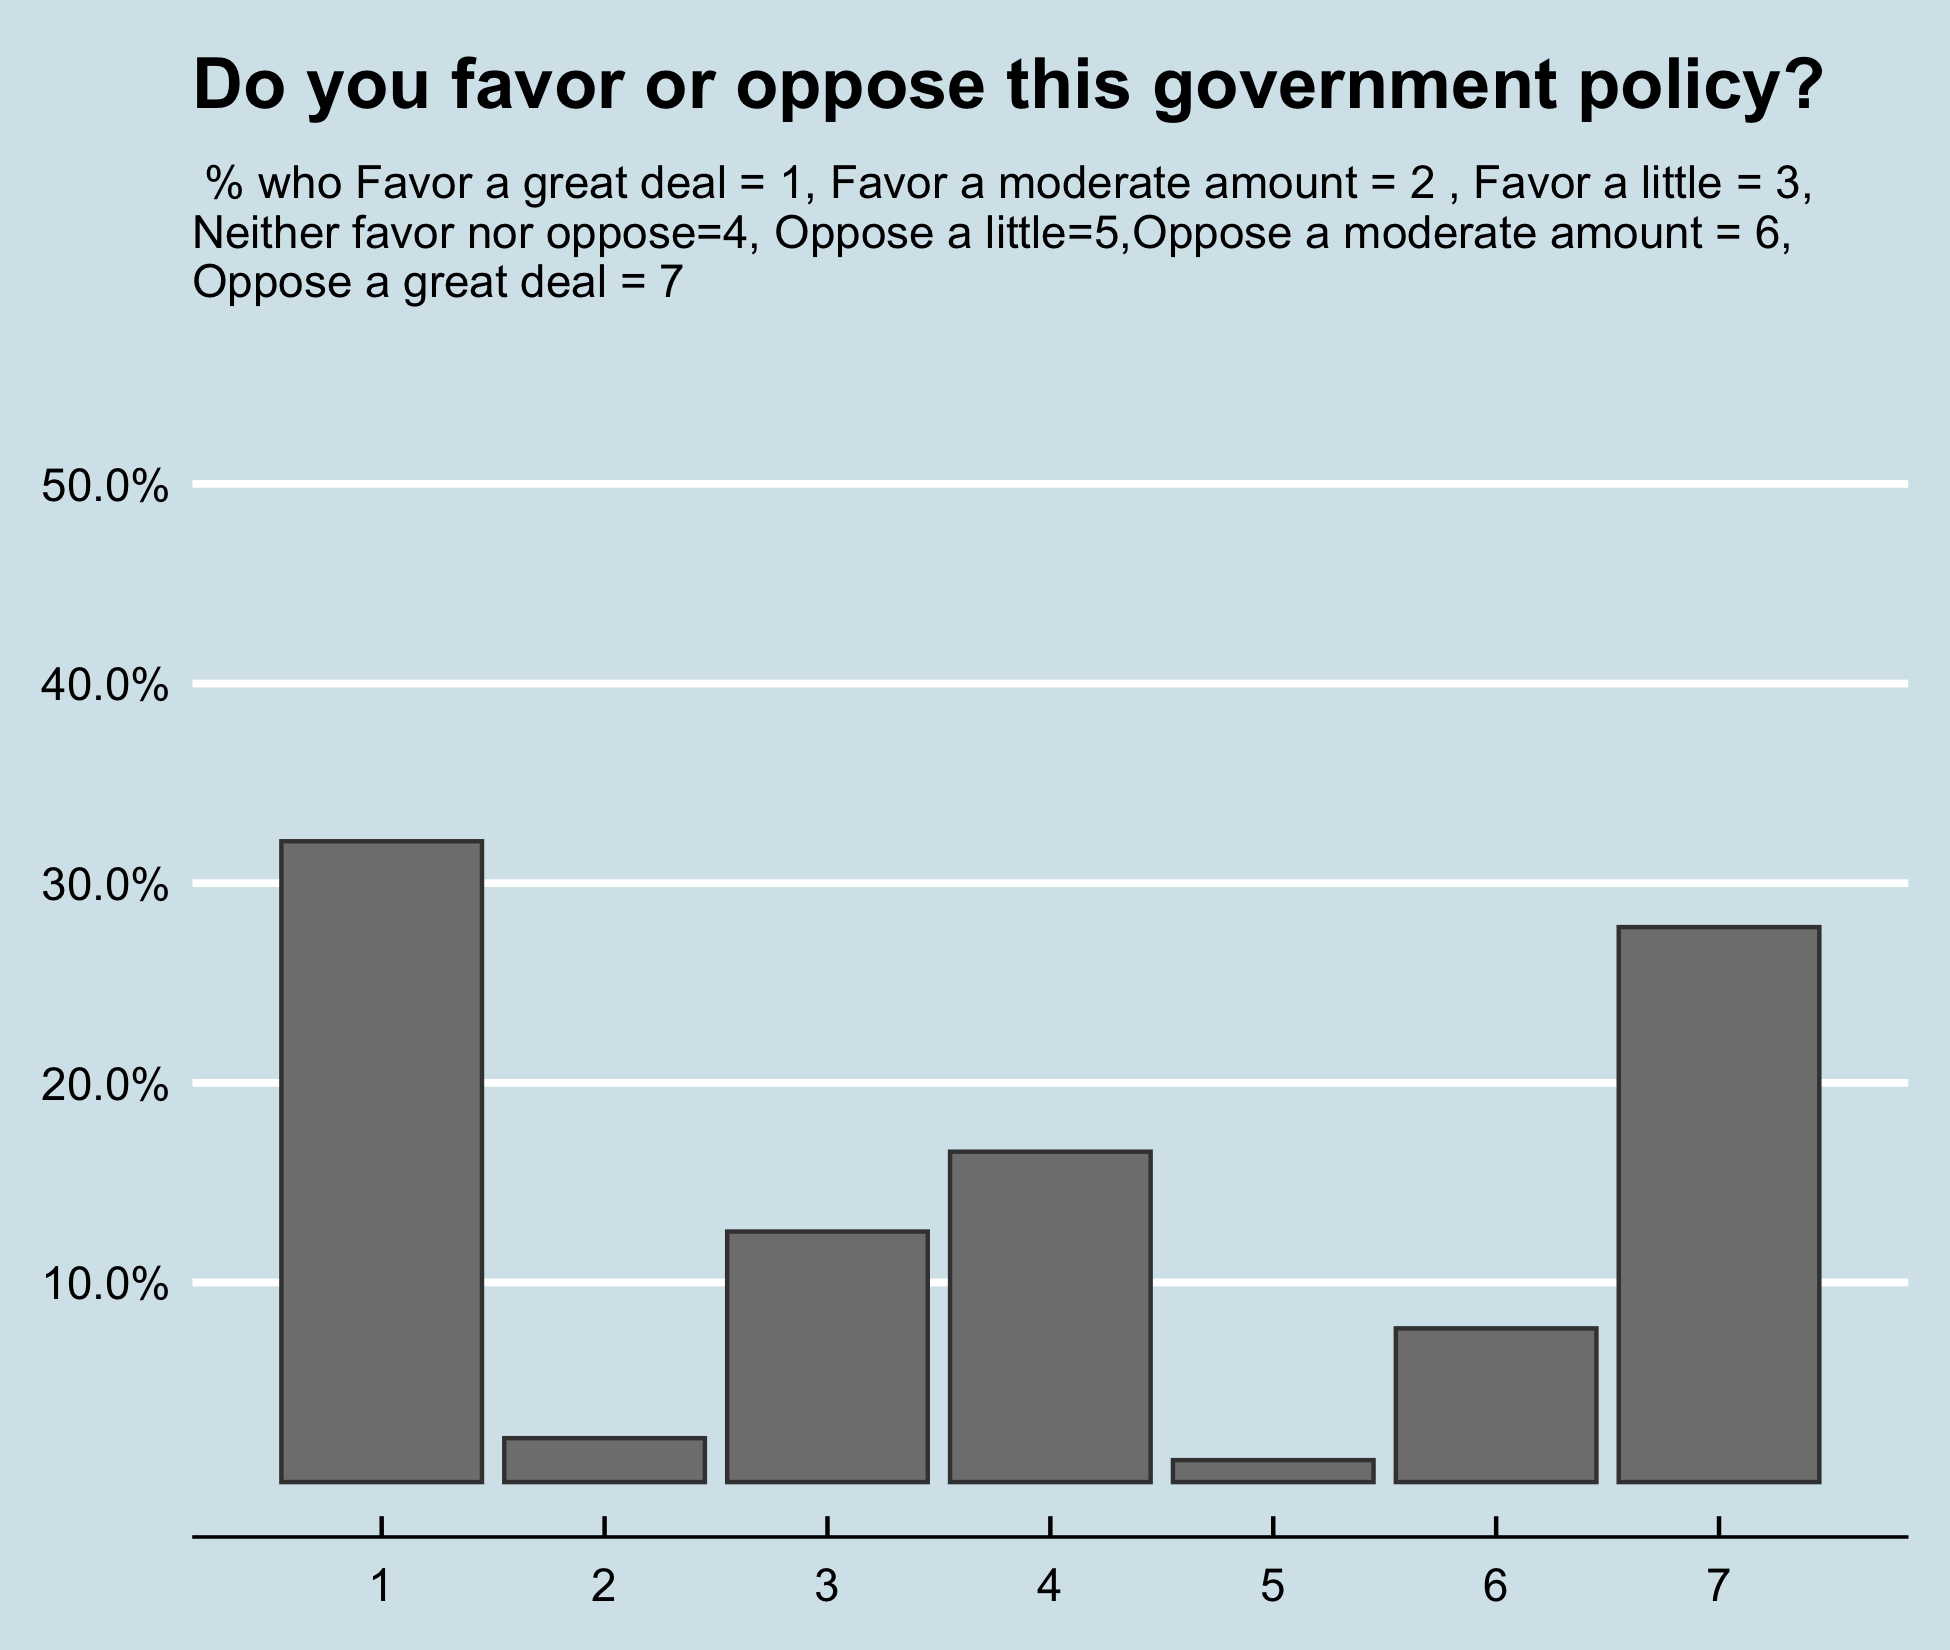 Do you favor or oppose this government policy?
% who Favor a great deal = 1, Favor a moderate amount = 2 , Favor a little = 3,
Neither favor nor oppose=4, Oppose a little=5,Oppose a moderate amount = 6,
Oppose a great deal = 7
50.0%
40.0%
30.0%
20.0%
10.0%
1 2 3 4 5 6 7